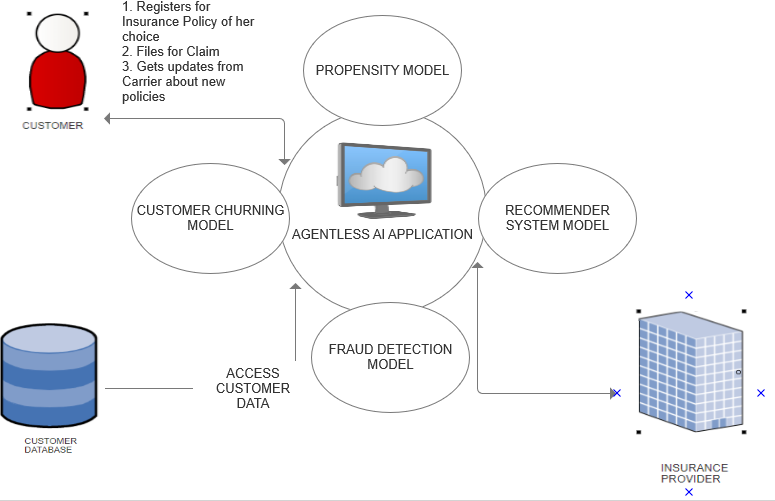 1. Registers for
Insurance Policy of her
choice
2. Files for Claim
3. Gets updates from
Carrier about new
policies
CUSTOMER
PROPENSITY MODEL
CUSTOMER CHURNING
MODEL
AGENTLESS AI APPLICATION
RECOMMENDER
SYSTEM MODEL
FRAUD DETECTION
MODEL
ACCESS
CUSTOMER
DATA
CUSTOMER
DATABASE
INSURANCE
PROVIDER